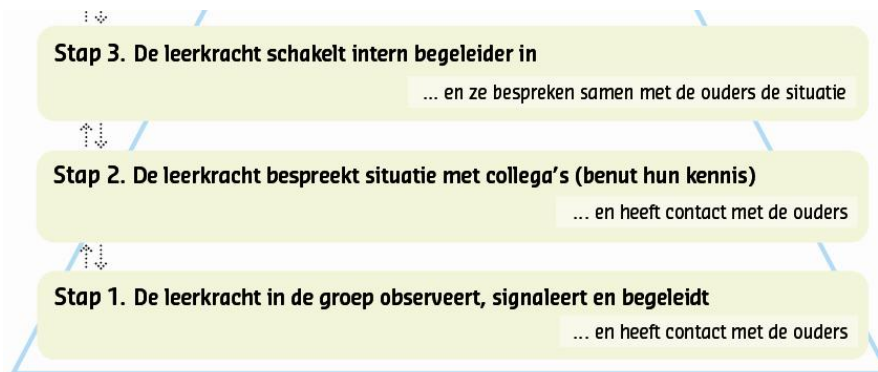 Stap 3. De leerkracht schakelt intern begeleider in
... en ze bespreken samen met de ouders de situatie
Stap 2. De leerkracht bespreekt situatie met collega's (benut hun kennis)
... en heeft contact met de ouders
Stap 1. De leerkracht in de groep observeert, signaleert en begeleidt
... en heeft contact met de ouders